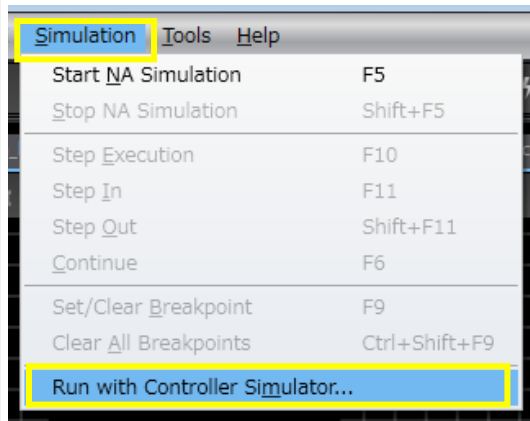 Simulation Tools Help
Start NA Simulation F5
Stop NA Simulation Shift+F5
Step Execution F10
Step In F11
Step Out Shift+F11
Continue F6
Set/Clear Breakpoint F9
Clear All Breakpoints Ctrl+Shift+F9
Run with Controller Simulator...